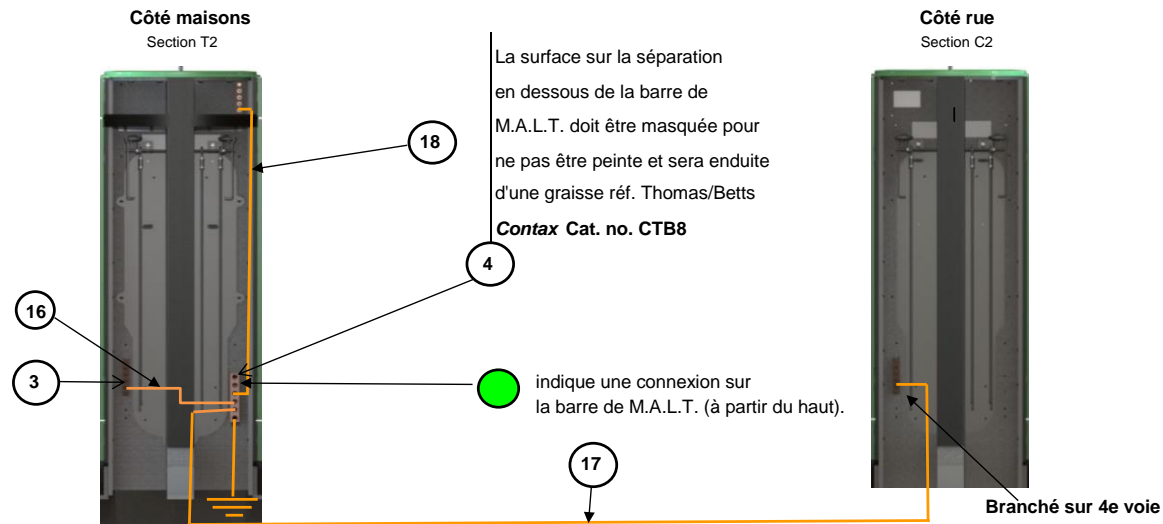 Côté maisons
Section T2
Côté rue
Section C2
La surface sur la séparation
en dessous de la barre de
M.A.L.T. doit être masquée pour
ne pas être peinte et sera enduite
d'une graisse réf. Thomas/Betts
Contax Cat. no. CTB8
18
4
16
3
indique une connexion sur
la barre de M.A.L.T. (à partir du haut).
17
Branché sur 4e voie